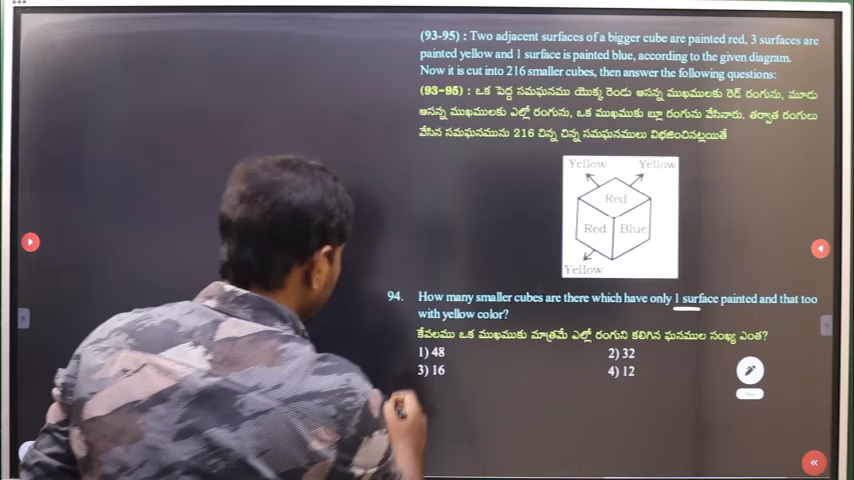 (93-95) : Two adjacent surfaces of a bigger cube are painted red, 3 surfaces are
painted yellow and 1 surface is painted blue, according to the given diagram.
Now it is cut into 216 smaller cubes, then answer the following questions:
(93-95) : ఒక పెద్ద సమఘనము యొక్క రెండు ఆసన్న ముఖములకు రెడ్ రంగును, మూడు
ఆసన్న ముఖములకు ఎల్లో రంగును, ఒక ముఖముకు బ్లూ రంగును వేసినారు. తర్వాత రంగులు
వేసిన సమఘనమును 216 చిన్న చిన్న సమఘనములు విభజించినట్లయితే
Yellow Yellow
Red
Red Blue
Yellow
94. How many smaller cubes are there which have only 1 surface painted and that too
with yellow color?
కేవలము ఒక ముఖముకు మాత్రమే ఎల్లో రంగుని కలిగిన ఘనముల సంఖ్య ఎంత?
1) 48 2) 32
3) 16 4) 12